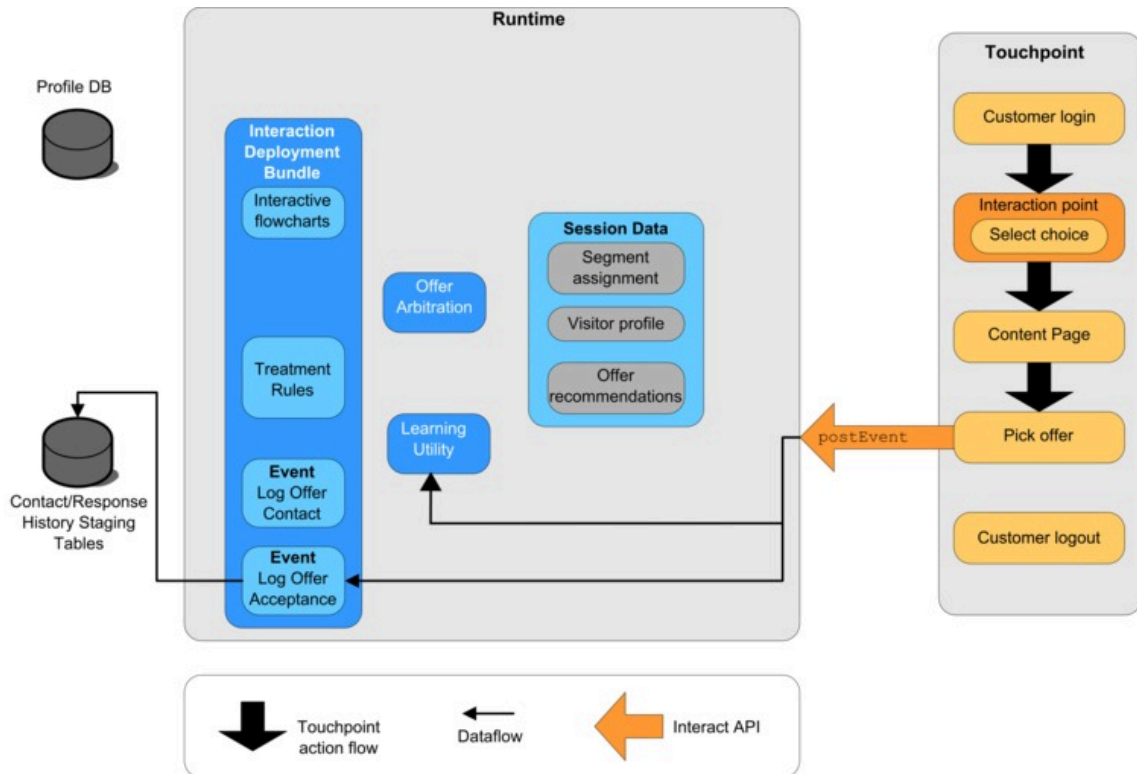 Runtime
Touchpoint
Profile DB
Interaction
Deployment
Bundle
Interactive
flowcharts
Treatment
Rules
Event
Log Offer
Contact
Event
Log Offer
Acceptance
Offer
Arbitration
Learning
Utility
Session Data
Segment
assignment
Visitor profile
Offer
recommendations
Customer login
Interaction point
Select choice
Content Page
postEvent
Pick offer
Customer logout
Contact/Response
History Staging
Tables
Touchpoint
action flow
Dataflow
Interact API